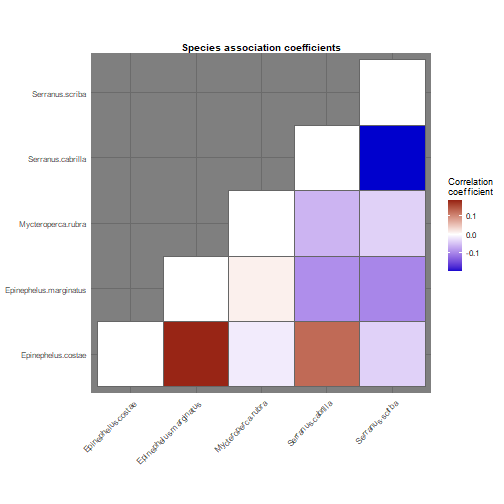 Species association coefficients
Serranus.scriba
Serranus.cabrilla
Mycteroperca.rubra
Epinephelus.marginatus
Epinephelus.costae
Epinephelus.costae
Epinephelus.marginatus
Mycteroperca.rubra
Serranus.cabrilla
Serranus.scriba
Correlation
coefficient
0.1
0.0
-0.1